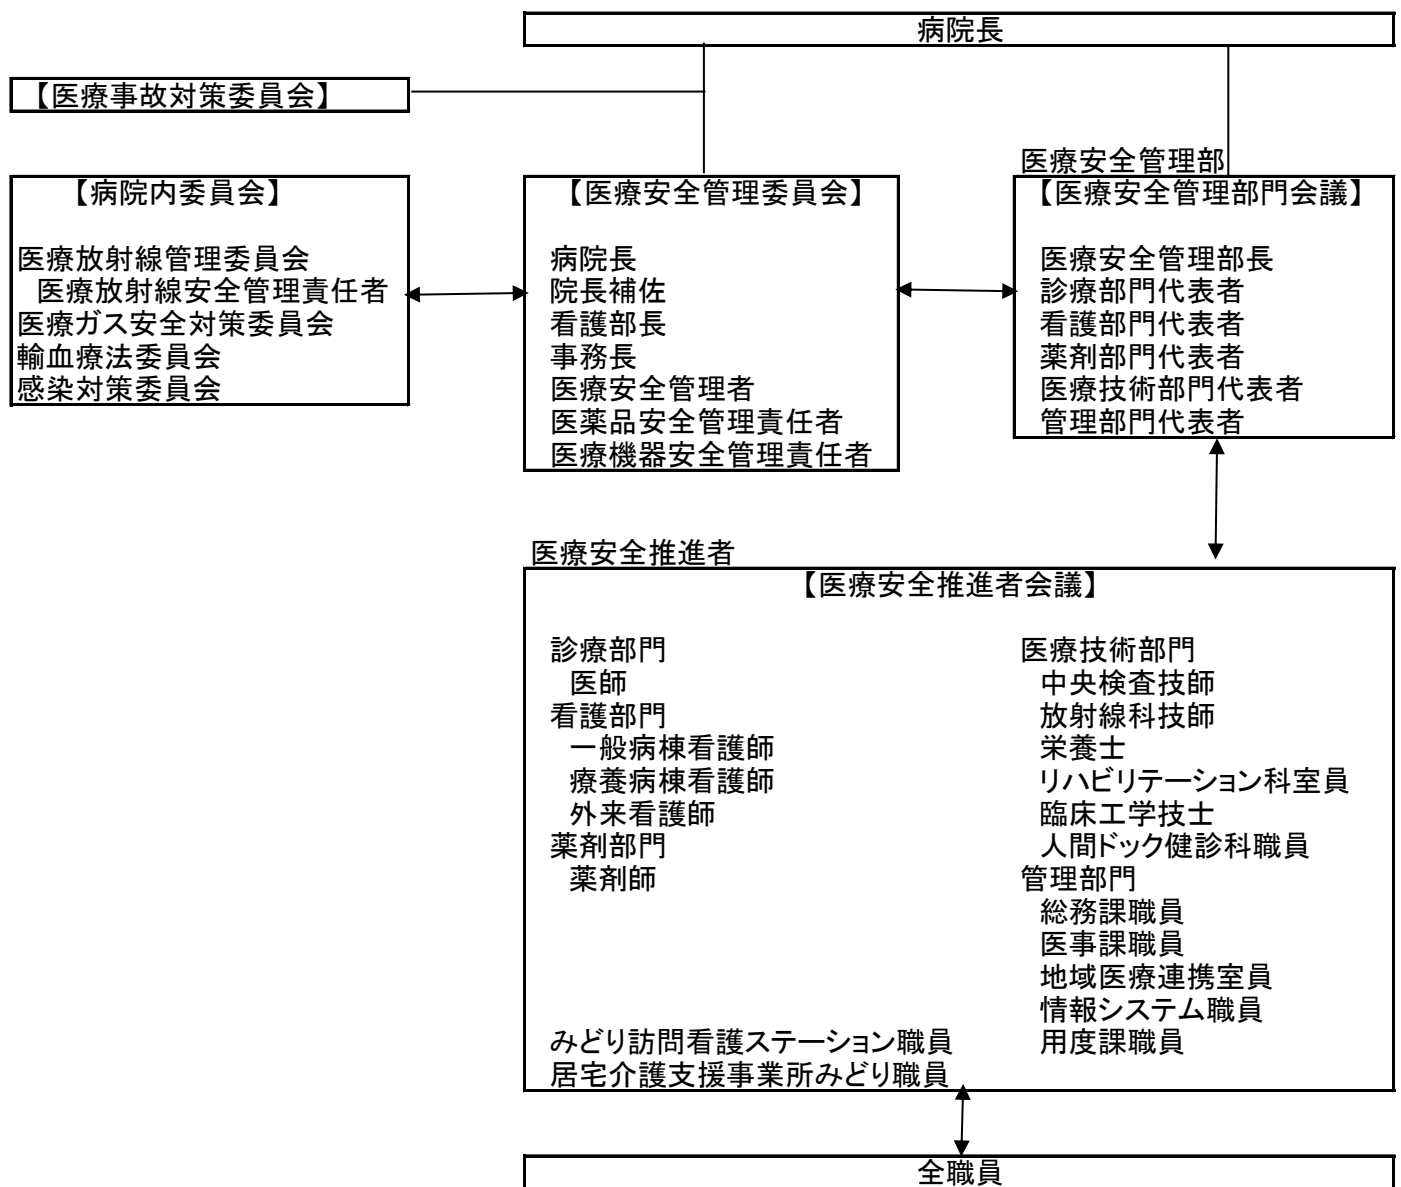 病院長
【医療事故対策委員会】
【病院内委員会】
医療放射線管理委員会
医療放射線安全管理責任者
医療ガス安全対策委員会
輸血療法委員会
感染対策委員会
【医療安全管理委員会】
病院長
院長補佐
看護部長
事務長
医療安全管理者
医薬品安全管理責任者
医療機器安全管理責任者
医療安全管理部
【医療安全管理部門会議】
医療安全管理部長
診療部門代表者
看護部門代表者
薬剤部門代表者
医療技術部門代表者
管理部門代表者
医療安全推進者
【医療安全推進者会議】
診療部門
医師
看護部門
一般病棟看護師
療養病棟看護師
外来看護師
薬剤部門
薬剤師
みどり訪問看護ステーション職員
居宅介護支援事業所みどり職員
医療技術部門
中央検査技師
放射線科技師
栄養士
リハビリテーション科室員
臨床工学技士
人間ドック健診科職員
管理部門
総務課職員
医事課職員
地域医療連携室員
情報システム職員
用度課職員
全職員